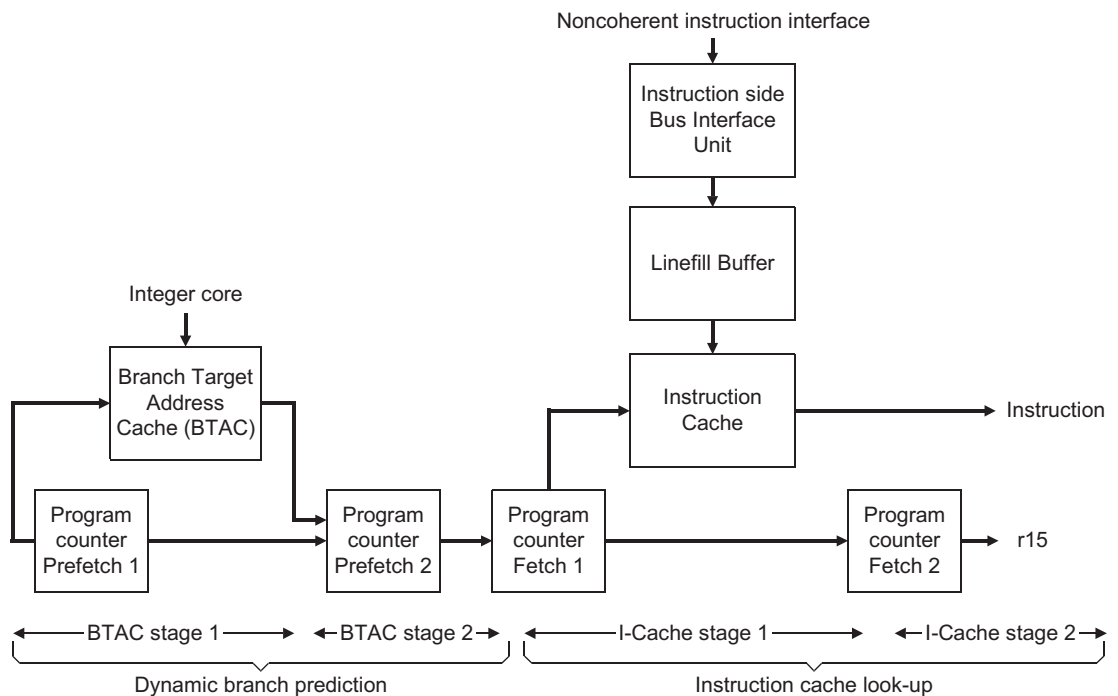 Noncoherent instruction interface
Instruction side
Bus Interface
Unit
Linefill Buffer
Integer core
Branch Target
Address
Cache (BTAC)
Instruction
Cache
Instruction
Program
counter
Prefetch 1
Program
counter
Prefetch 2
Program
counter
Fetch 1
Program
counter
Fetch 2
r15
BTAC stage 1
BTAC stage 2
I-Cache stage 1
I-Cache stage 2
Dynamic branch prediction
Instruction cache look-up